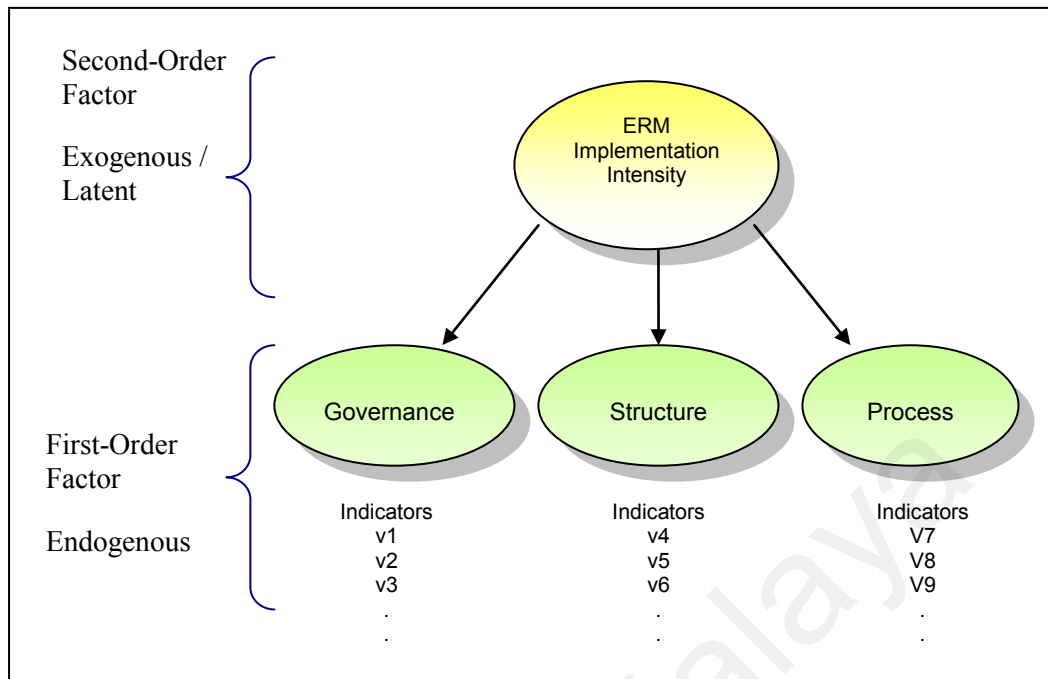 Second-Order
Factor
Exogenous /
Latent
ERM
Implementation
Intensity
First-Order
Factor
Endogenous
Governance
Structure
Process
Indicators
v1
v2
v3
.
.
Indicators
v4
v5
v6
.
.
Indicators
V7
V8
V9
.
.
alaya